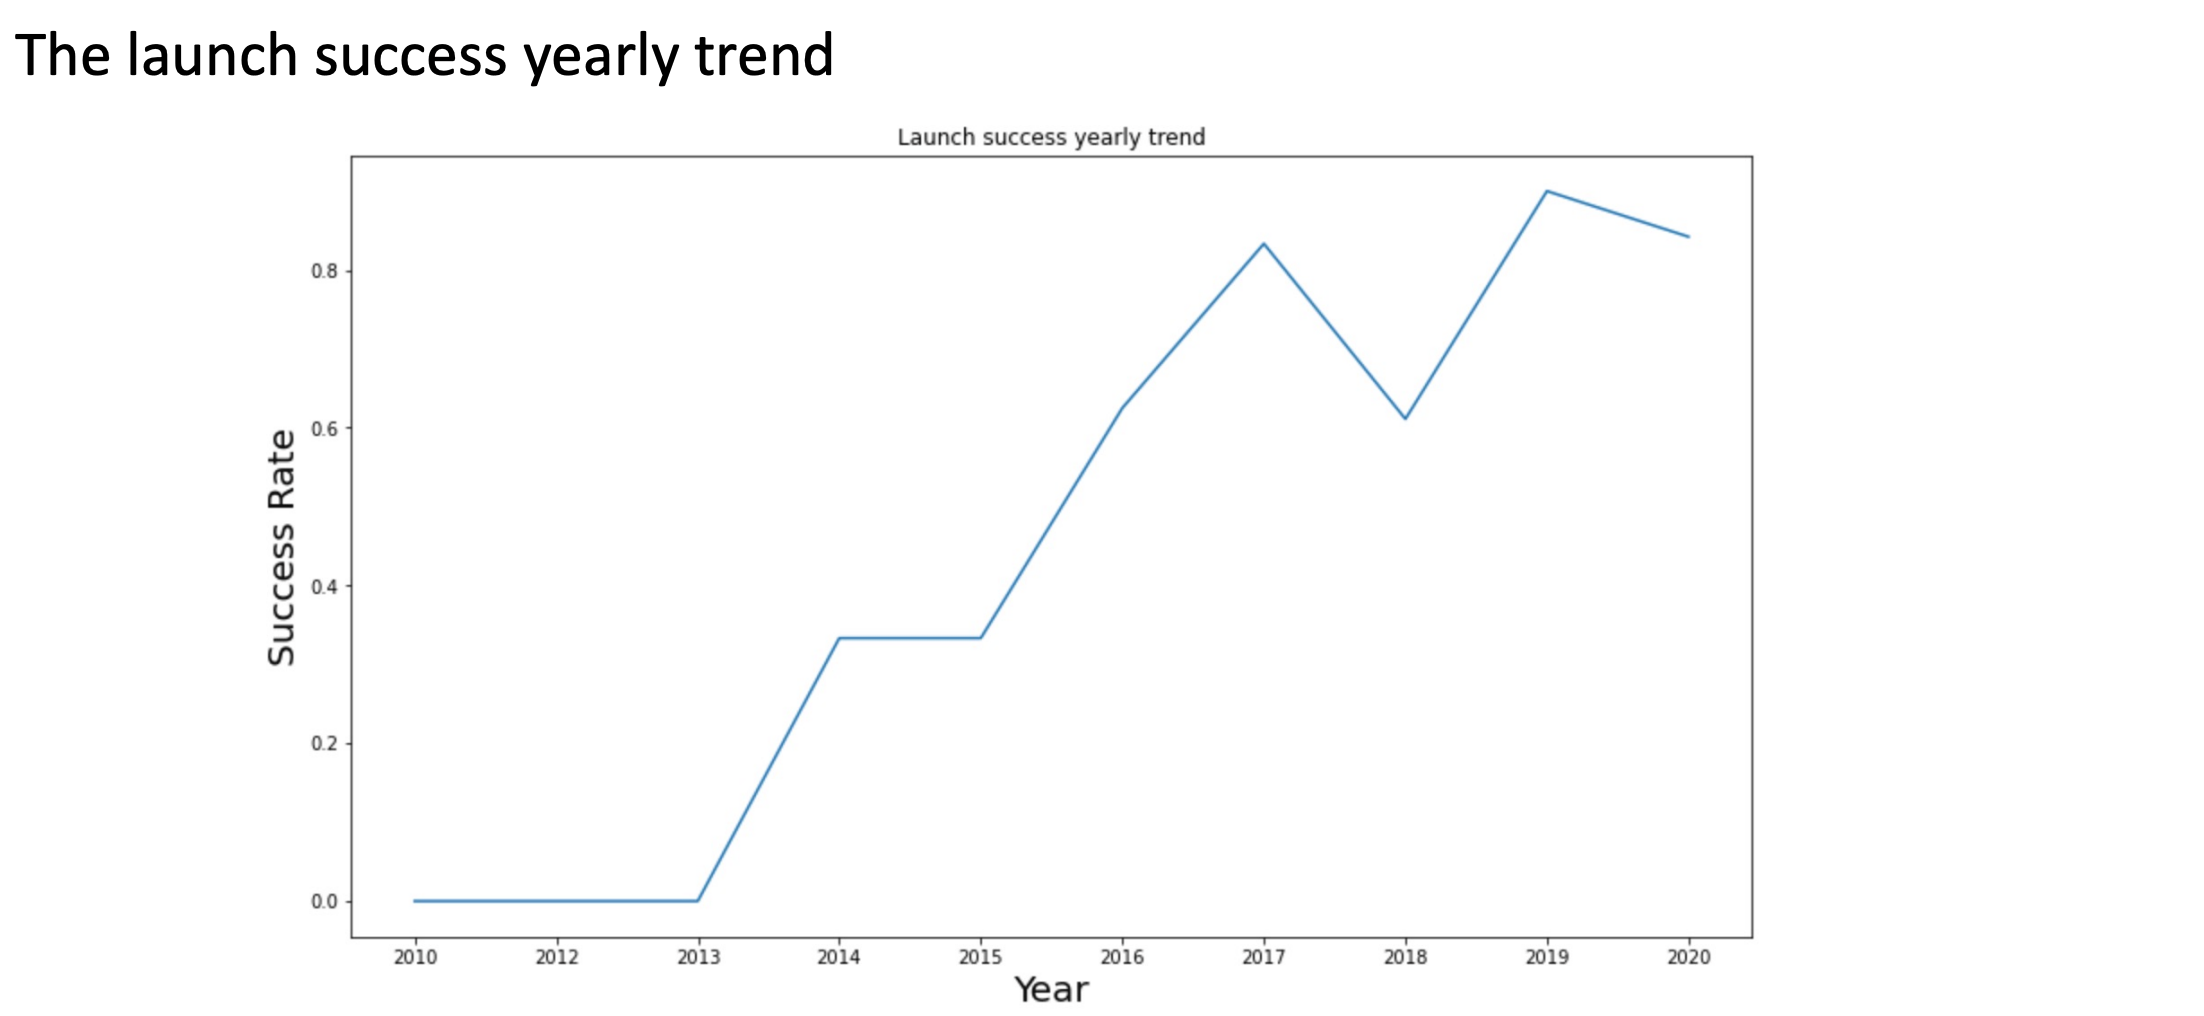 The launch success yearly trend
Launch success yearly trend
Success Rate
0.8
0.6
0.4
0.2
0.0
2010 2012 2013 2014 2015 2016 2017 2018 2019 2020
Year